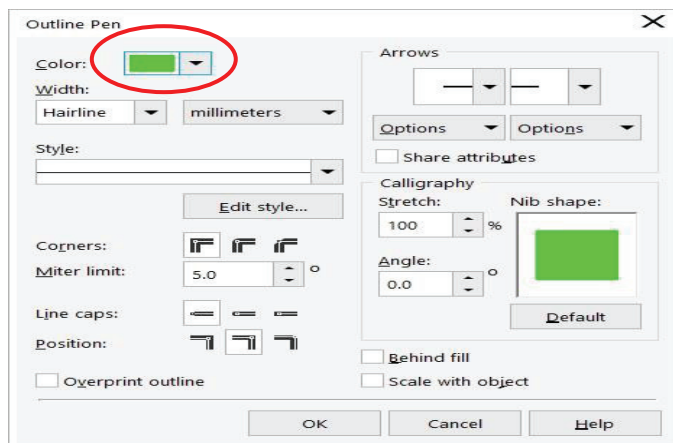 Outline Pen
Color:
Width:
Hairline
millimeters
Style:
Edit style...
Corners:
Miter limit:
5.0
o
Line caps:
Position:
Overprint outline
Arrows
Options
Options
Share attributes
Calligraphy
Stretch:
100
%
Angle:
0.0
o
Nib shape:
Default
Behind fill
Scale with object
OK
Cancel
Help